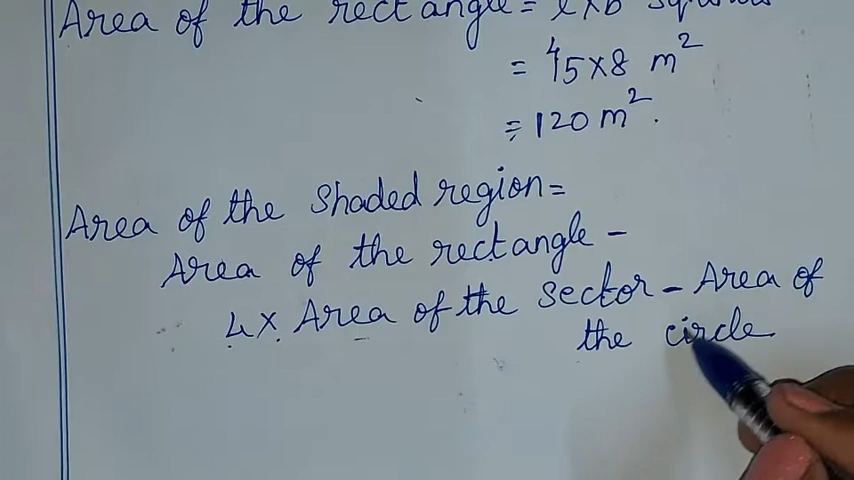 Area of the rectangle = l×b
= 15×8 m²
= 120 m².
Area of the shaded region=
Area of the rectangle -
4× Area of the sector - Area of
the circle